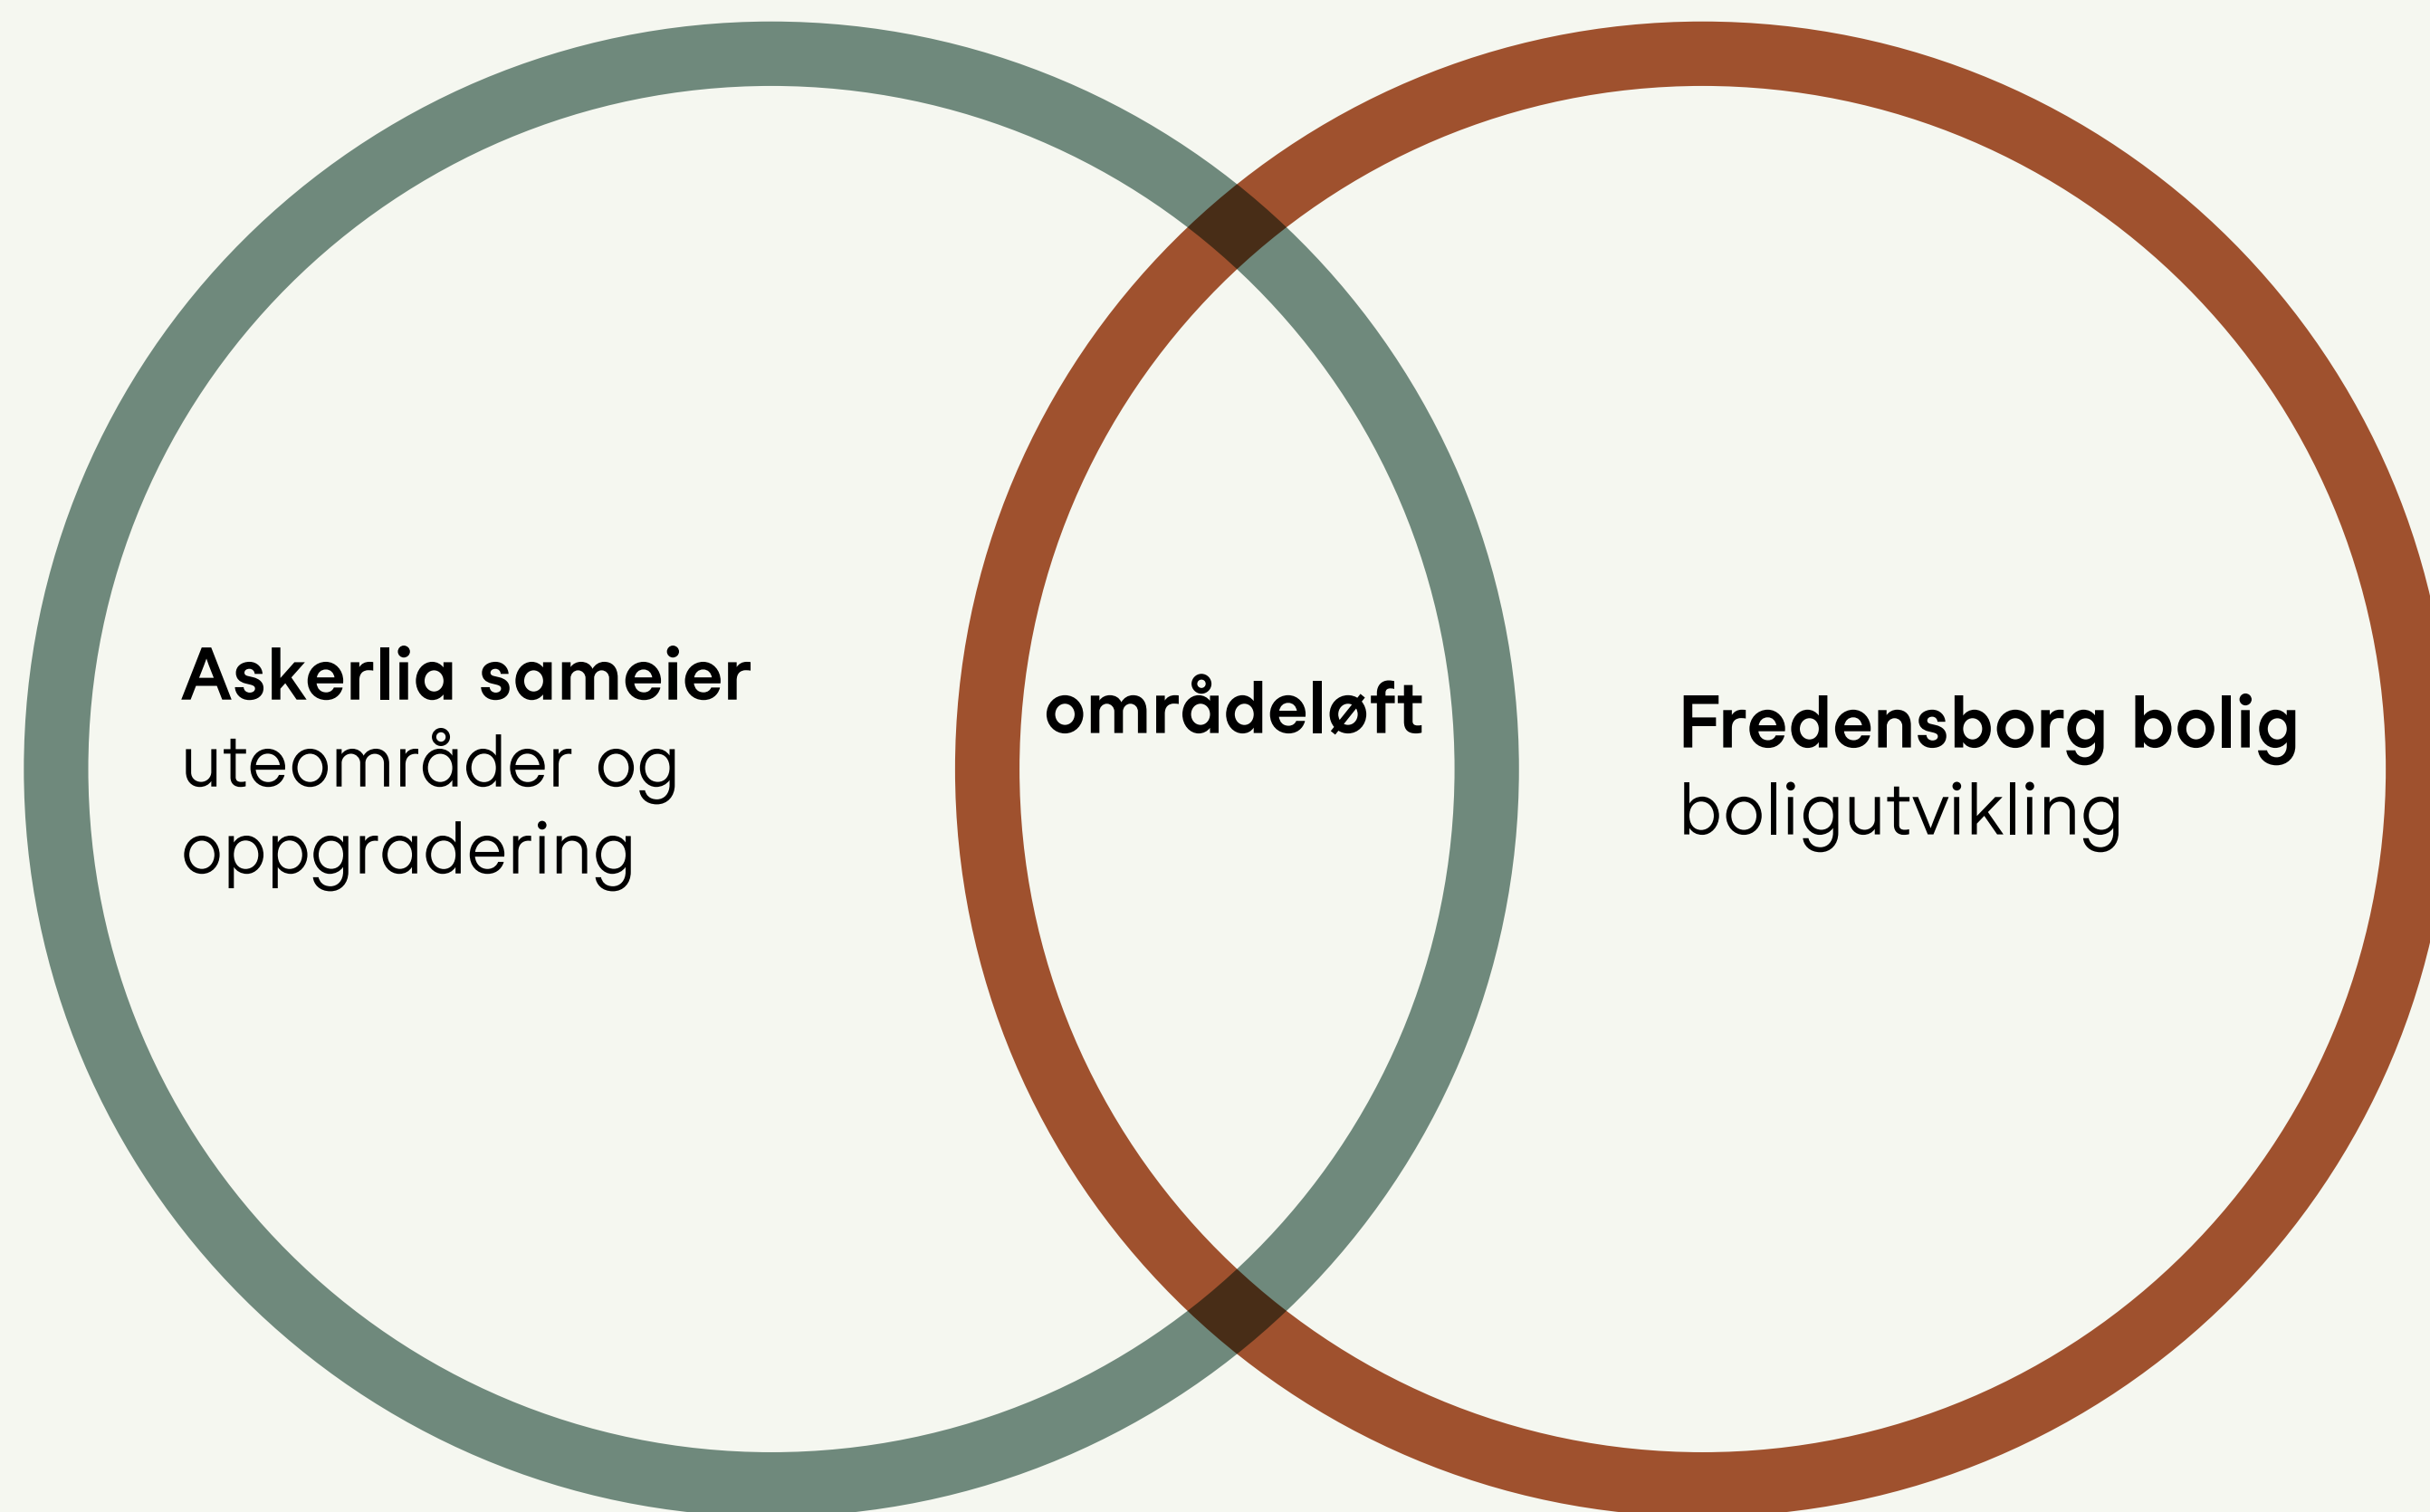 Askerlia sameier
uteområder og
oppgradering
områdeløft
Fredensborg bolig
boligutvikling